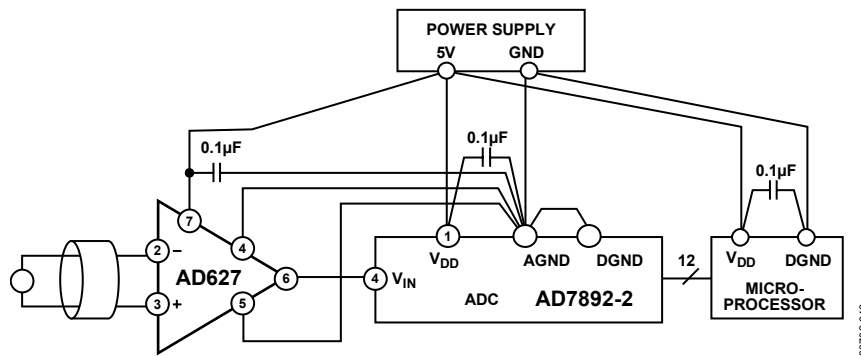 POWER SUPPLY
5V GND
0.1µF
0.1µF
0.1µF
7
2 –
4
1
VDD
AGND
DGND
12
VDD
DGND
AD627
6
4 VIN
3 +
5
ADC AD7892-2
MICRO-
PROCESSOR